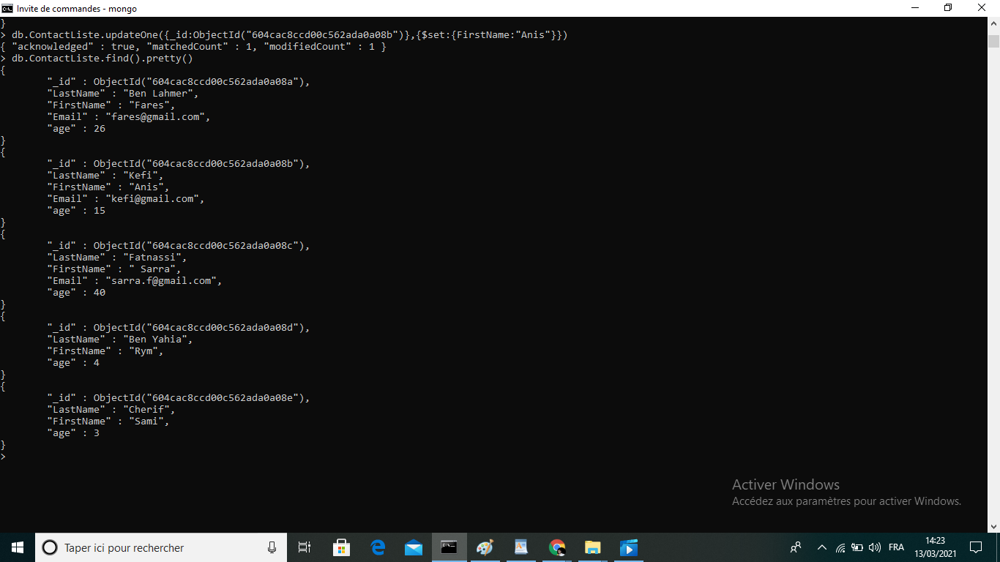 Invite de commandes - mongo
}
> db.ContactListe.updateOne({_id:ObjectId("604cac8ccd00c562ada0a08b")},{$set:{FirstName:"Anis"}})
{ "acknowledged" : true, "matchedCount" : 1, "modifiedCount" : 1 }
> db.ContactListe.find().pretty()
{
        "_id" : ObjectId("604cac8ccd00c562ada0a08a"),
        "LastName" : "Ben Lahmer",
        "FirstName" : "Fares",
        "Email" : "fares@gmail.com",
        "age" : 26
}
{
        "_id" : ObjectId("604cac8ccd00c562ada0a08b"),
        "LastName" : "Kefi",
        "FirstName" : "Anis",
        "Email" : "kefi@gmail.com",
        "age" : 15
}
{
        "_id" : ObjectId("604cac8ccd00c562ada0a08c"),
        "LastName" : "Fatnassi",
        "FirstName" : " Sarra",
        "Email" : "sarra.f@gmail.com",
        "age" : 40
}
{
        "_id" : ObjectId("604cac8ccd00c562ada0a08d"),
        "LastName" : "Ben Yahia",
        "FirstName" : "Rym",
        "age" : 4
}
{
        "_id" : ObjectId("604cac8ccd00c562ada0a08e"),
        "LastName" : "Cherif",
        "FirstName" : "Sami",
        "age" : 3
}
>
Activer Windows
Accédez aux paramètres pour activer Windows.
Taper ici pour rechercher
FRA
14:23
13/03/2021